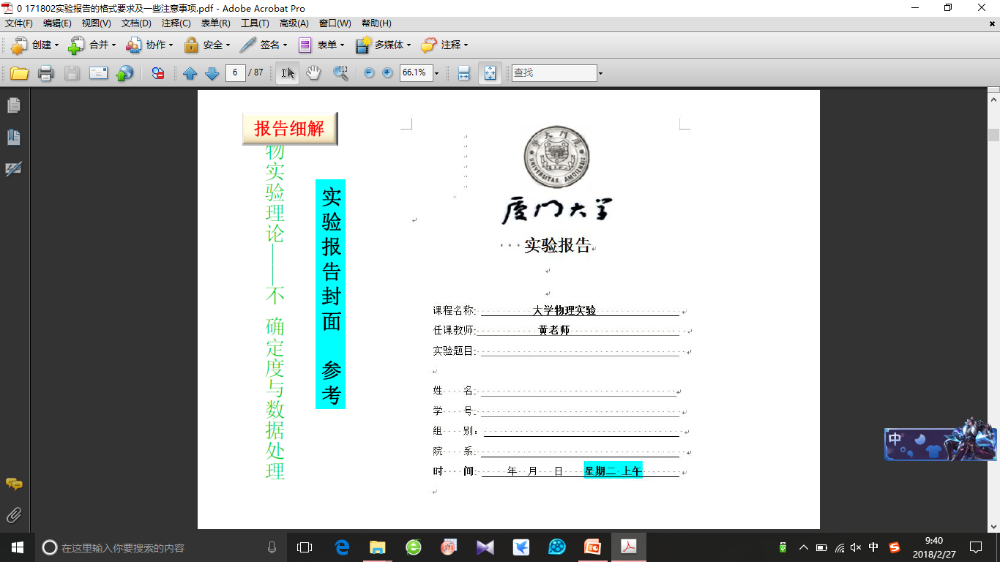 0 171802实验报告的格式要求及一些注意事项.pdf - Adobe Acrobat Pro
文件(F) 编辑(E) 视图(V) 文档(D) 注释(C) 表单(R) 工具(T) 高级(A) 窗口(W) 帮助(H)
创建 合并 协作 安全 签名 表单 多媒体 注释
6 / 87 66.1% 查找
报告细解
物实验理论——不 确定度与数据处理
实验报告封面 参考
UNIVERSITAS AMOIENSIS
厦门大学
实验报告
课程名称: 大学物理实验
任课教师: 黄老师
实验题目:
姓 名:
学 号:
组 别:
院 系:
时 间: 年 月 日 星期二 上午
中
在这里输入你要搜索的内容
中
9:40
2018/2/27